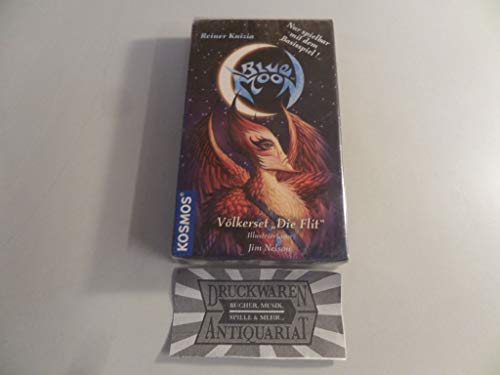 Reiner Knizia
Nur spielbar
mit dem
Basisspiel!
BLUE
MOON
KOSMOS
Völkerset „Die Flit“
Illustrationen:
Jim Nelson
DRUCKWAREN
BÜCHER, MUSIK,
SPIELE & MEHR...
ANTIQUARIAT